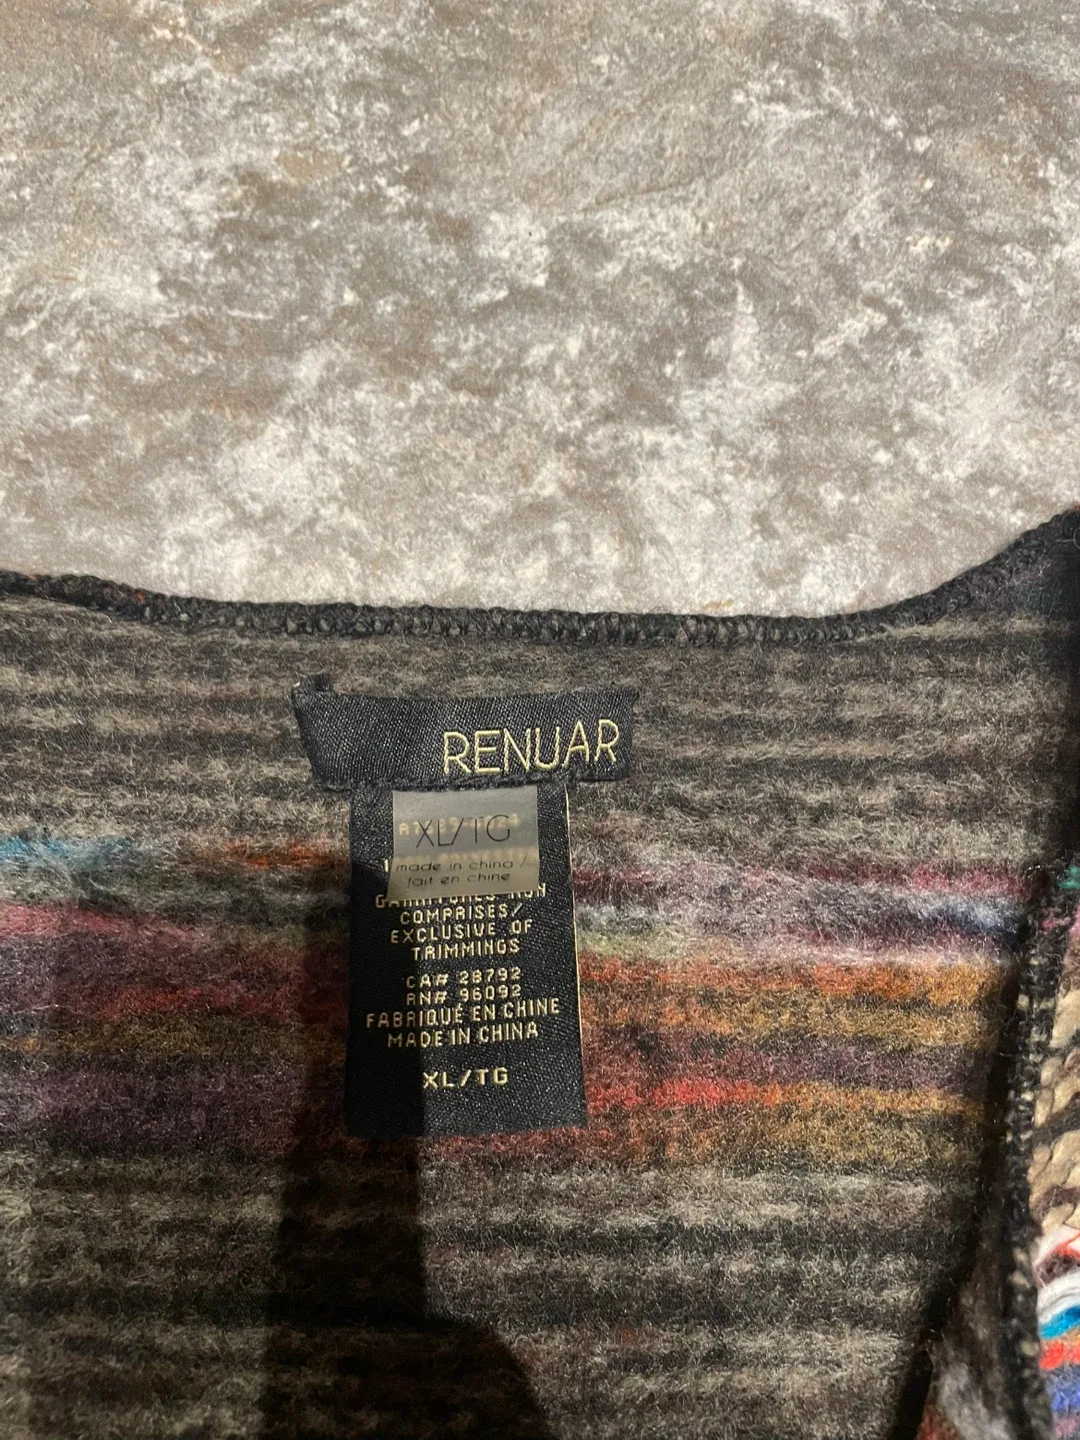 RENUAR
XL/TG
made in china /
fait en chine
COMPRISES/
EXCLUSIVE OF
TRIMMINGS
CA# 28792
RN# 96092
FABRIQUÉ EN CHINE
MADE IN CHINA
XL/TG